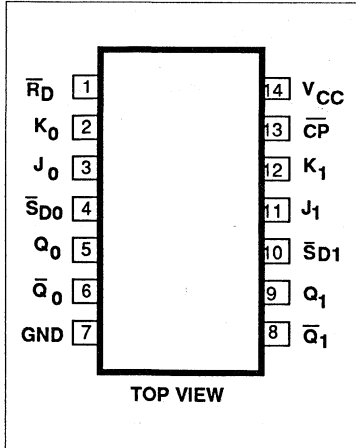 R̅D 1 14 VCC
K0 2 13 C̅P̅
J0 3 12 K1
S̅D0 4 11 J1
Q0 5 10 S̅D1
Q̅0 6 9 Q1
GND 7 8 Q̅1
TOP VIEW